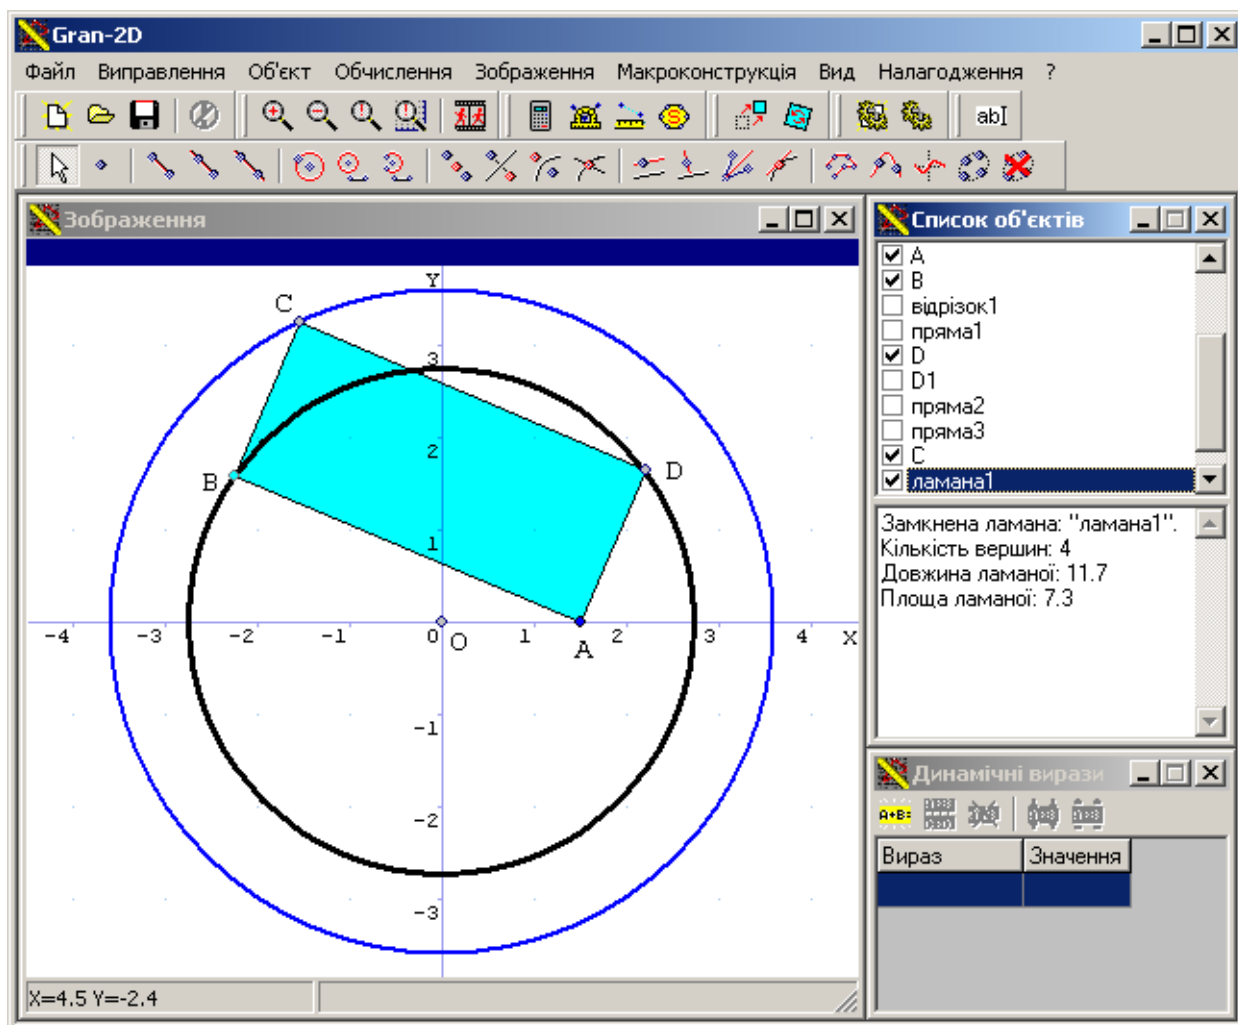 Gran-2D
Файл Виправлення Об'єкт Обчислення Зображення Макроконструкція Вид Налагодження ?
abI
Зображення
Y
C
3
2
B
D
1
-4 -3 -2 -1 0 O 1 A 2 3 4 X
-1
-2
-3
X=4.5 Y=-2.4
Список об'єктів
A
B
відрізок1
пряма1
D
D1
пряма2
пряма3
C
ламана1
Замкнена ламана: "ламана1".
Кількість вершин: 4
Довжина ламаної: 11.7
Площа ламаної: 7.3
Динамічні вирази
A+B=
Вираз Значення